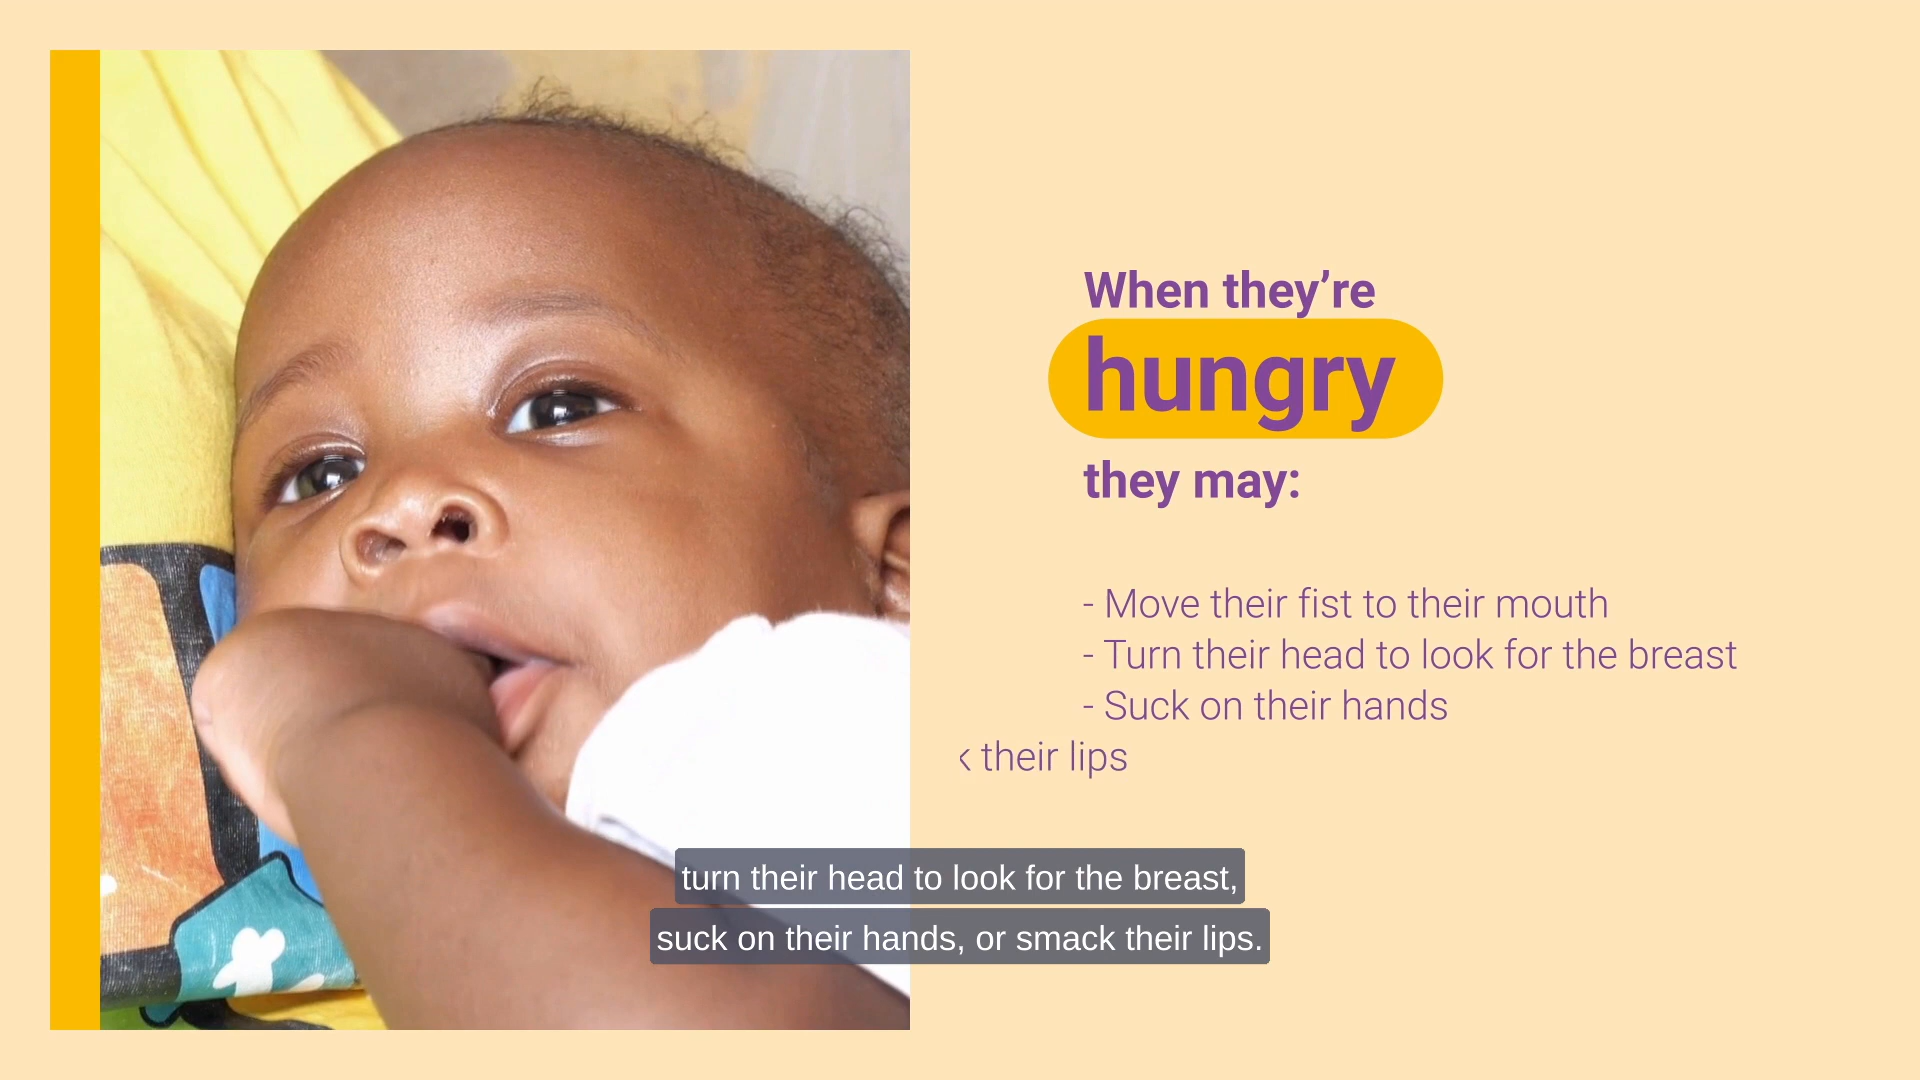 When they're
hungry
they may:
- Move their fist to their mouth
- Turn their head to look for the breast
- Suck on their hands
their lips
turn their head to look for the breast,
suck on their hands, or smack their lips.